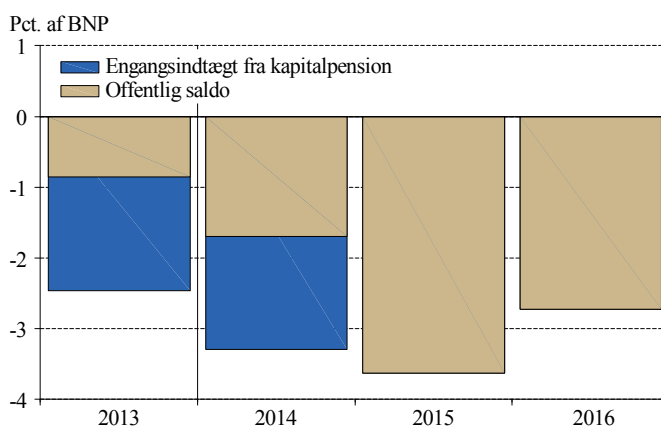 Pct. af BNP
1
Engangsindtægt fra kapitalpension
Offentlig saldo
0
-1
-2
-3
-4
2013 2014 2015 2016